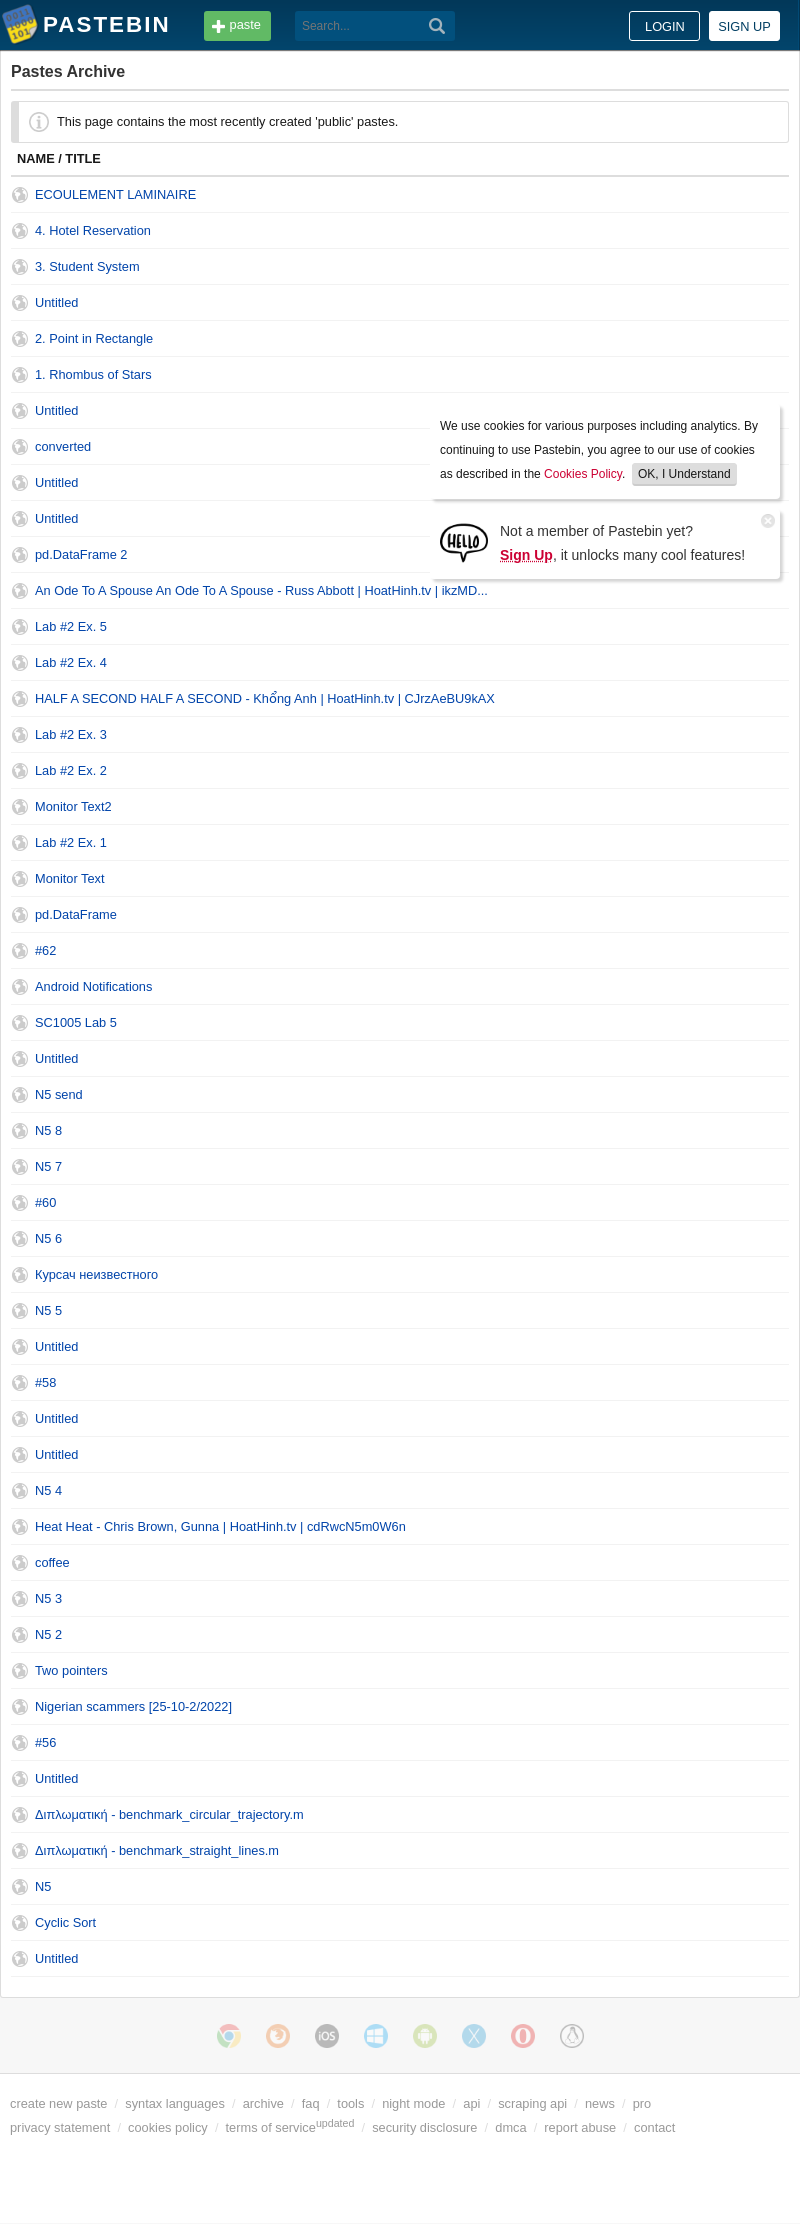 PASTEBIN
paste
Search...
LOGIN
SIGN UP
Pastes Archive
This page contains the most recently created 'public' pastes.
NAME / TITLE
ECOULEMENT LAMINAIRE
4. Hotel Reservation
3. Student System
Untitled
2. Point in Rectangle
1. Rhombus of Stars
Untitled
converted
Untitled
Untitled
pd.DataFrame 2
An Ode To A Spouse An Ode To A Spouse - Russ Abbott | HoatHinh.tv | ikzMD...
Lab #2 Ex. 5
Lab #2 Ex. 4
HALF A SECOND HALF A SECOND - Khổng Anh | HoatHinh.tv | CJrzAeBU9kAX
Lab #2 Ex. 3
Lab #2 Ex. 2
Monitor Text2
Lab #2 Ex. 1
Monitor Text
pd.DataFrame
#62
Android Notifications
SC1005 Lab 5
Untitled
N5 send
N5 8
N5 7
#60
N5 6
Курсач неизвестного
N5 5
Untitled
#58
Untitled
Untitled
N5 4
Heat Heat - Chris Brown, Gunna | HoatHinh.tv | cdRwcN5m0W6n
coffee
N5 3
N5 2
Two pointers
Nigerian scammers [25-10-2/2022]
#56
Untitled
Διπλωματική - benchmark_circular_trajectory.m
Διπλωματική - benchmark_straight_lines.m
N5
Cyclic Sort
Untitled
We use cookies for various purposes including analytics. By
continuing to use Pastebin, you agree to our use of cookies
as described in the Cookies Policy. OK, I Understand
HELLO
Not a member of Pastebin yet?
Sign Up, it unlocks many cool features!
iOS
create new paste / syntax languages / archive / faq / tools / night mode / api / scraping api / news / pro
privacy statement / cookies policy / terms of service updated / security disclosure / dmca / report abuse / contact